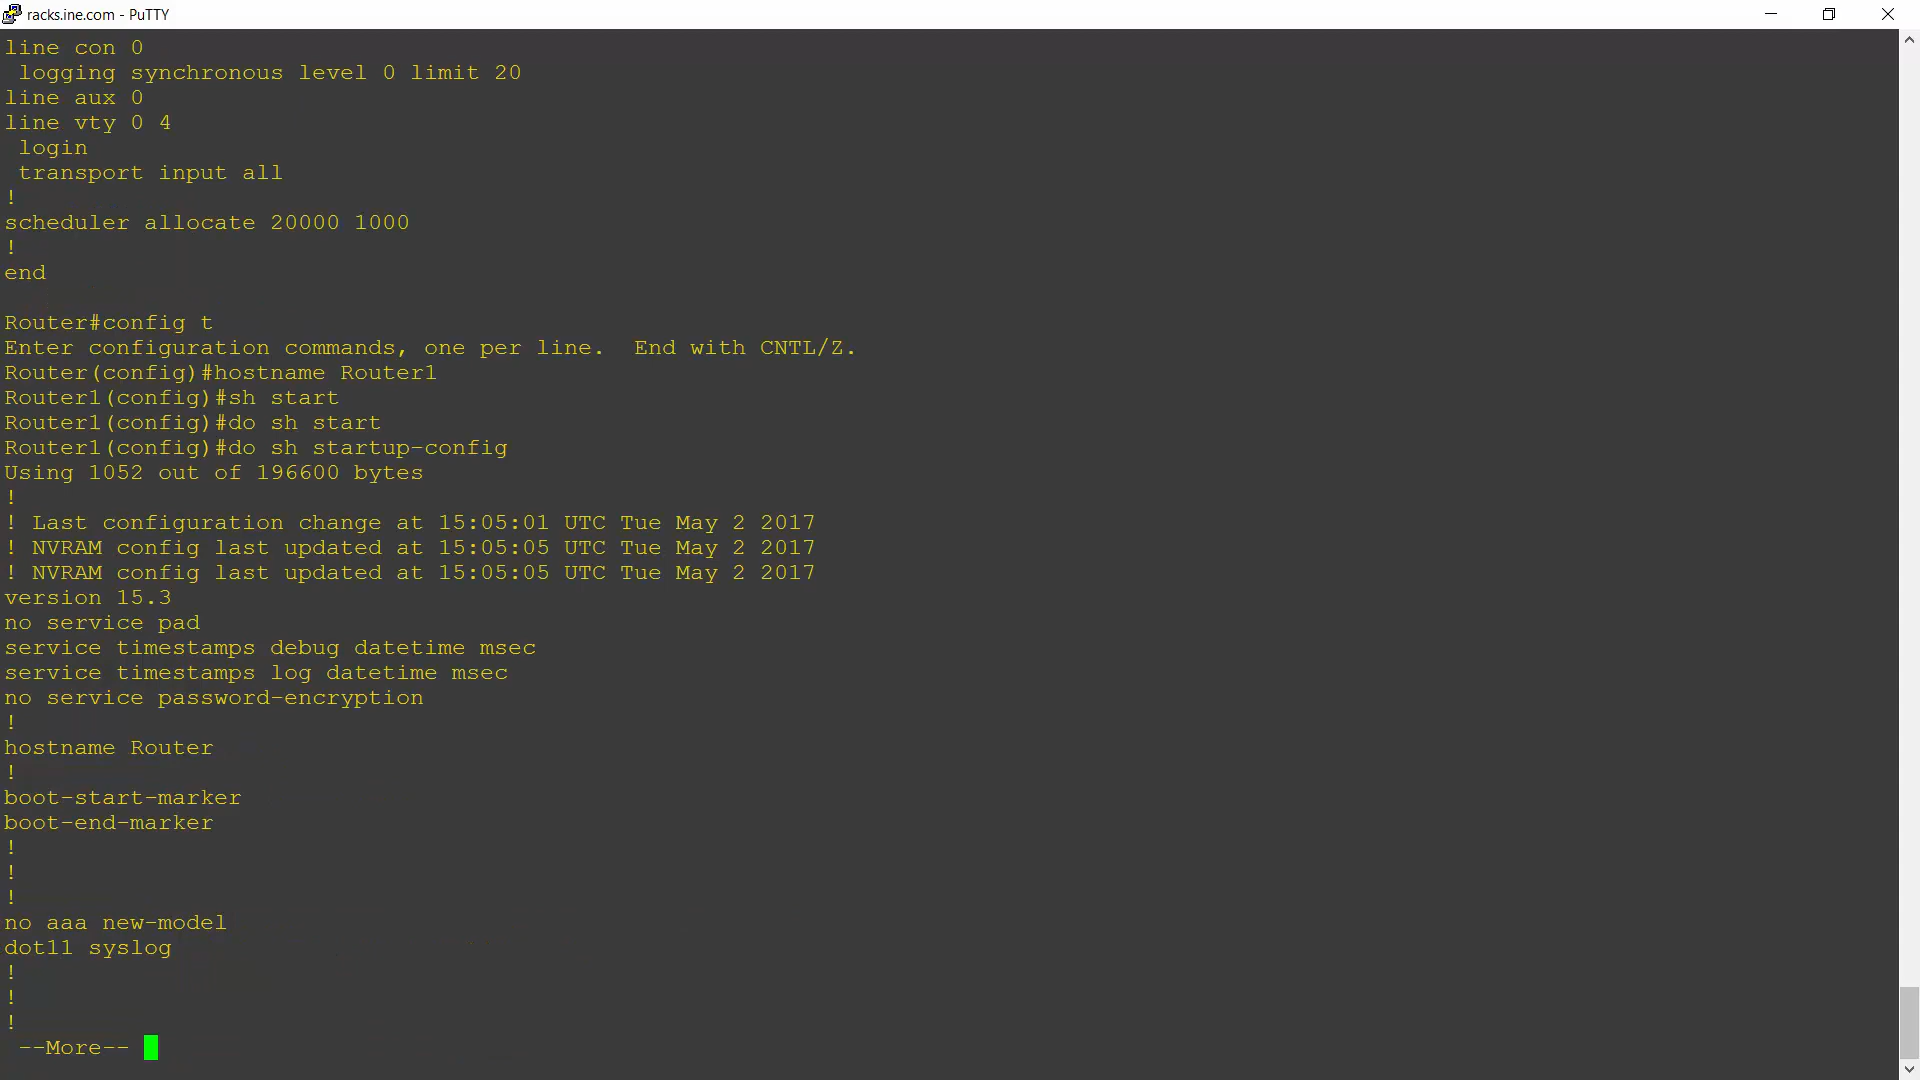 racks.ine.com - PuTTY
line con 0
 logging synchronous level 0 limit 20
line aux 0
line vty 0 4
 login
 transport input all
!
scheduler allocate 20000 1000
!
end
Router#config t
Enter configuration commands, one per line.  End with CNTL/Z.
Router(config)#hostname Router1
Router1(config)#sh start
Router1(config)#do sh start
Router1(config)#do sh startup-config
Using 1052 out of 196600 bytes
!
! Last configuration change at 15:05:01 UTC Tue May 2 2017
! NVRAM config last updated at 15:05:05 UTC Tue May 2 2017
! NVRAM config last updated at 15:05:05 UTC Tue May 2 2017
version 15.3
no service pad
service timestamps debug datetime msec
service timestamps log datetime msec
no service password-encryption
!
hostname Router
!
boot-start-marker
boot-end-marker
!
!
!
no aaa new-model
dot11 syslog
!
!
!
 --More--